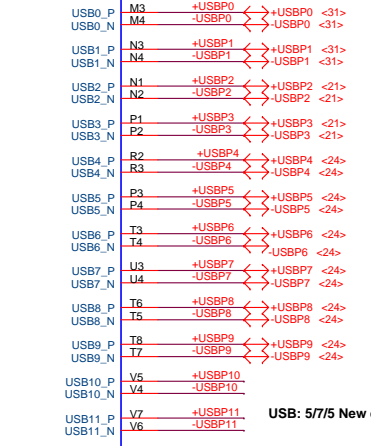 USB0_P M3 +USBP0 +USBP0 <31>
USB0_N M4 -USBP0 -USBP0 <31>
USB1_P N3 +USBP1 +USBP1 <31>
USB1_N N4 -USBP1 -USBP1 <31>
USB2_P N1 +USBP2 +USBP2 <21>
USB2_N N2 -USBP2 -USBP2 <21>
USB3_P P1 +USBP3 +USBP3 <21>
USB3_N P2 -USBP3 -USBP3 <21>
USB4_P R2 +USBP4 +USBP4 <24>
USB4_N R3 -USBP4 -USBP4 <24>
USB5_P P3 +USBP5 +USBP5 <24>
USB5_N P4 -USBP5 -USBP5 <24>
USB6_P T3 +USBP6 +USBP6 <24>
USB6_N T4 -USBP6 -USBP6 <24>
USB7_P U3 +USBP7 +USBP7 <24>
USB7_N U4 -USBP7 -USBP7 <24>
USB8_P T6 +USBP8 +USBP8 <24>
USB8_N T5 -USBP8 -USBP8 <24>
USB9_P T8 +USBP9 +USBP9 <24>
USB9_N T7 -USBP9 -USBP9 <24>
USB10_P V5 +USBP10
USB10_N V4 -USBP10
USB11_P V7 +USBP11 USB: 5/7/5 New
USB11_N V6 -USBP11